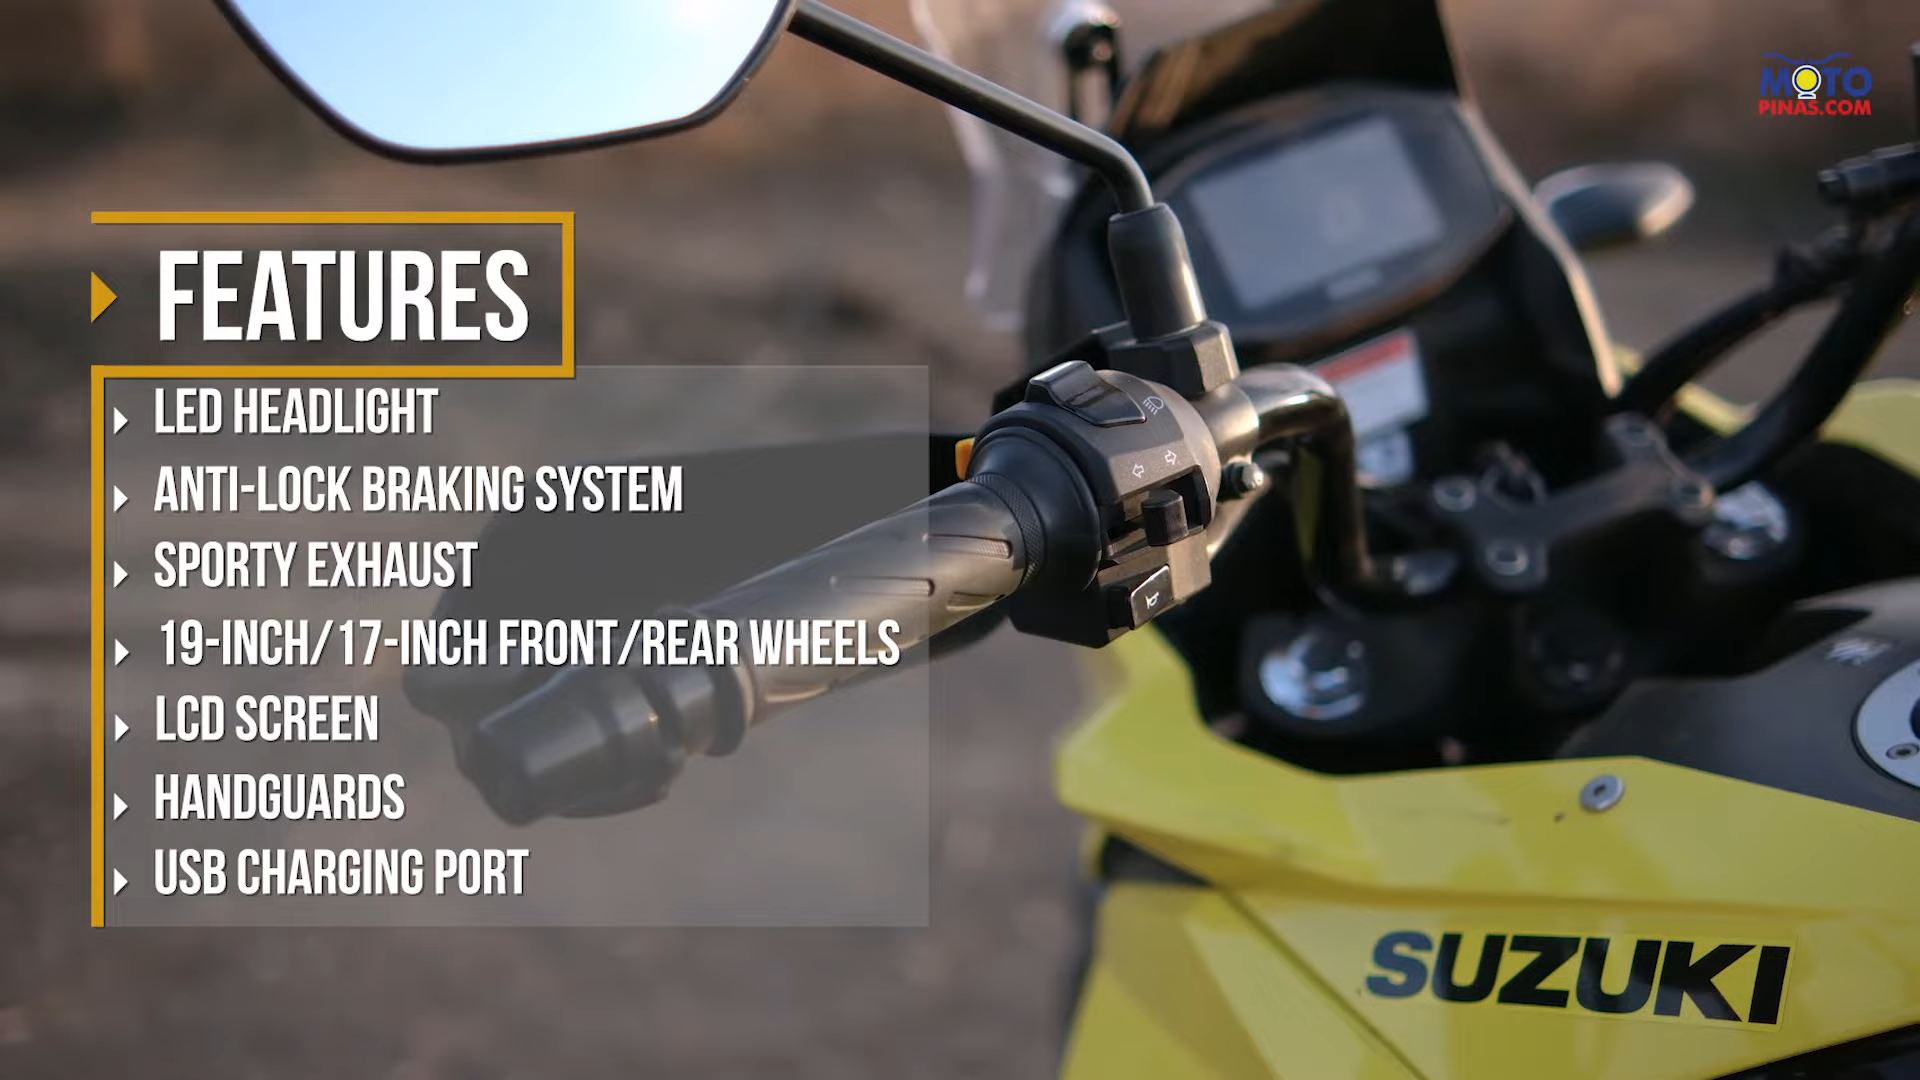 MOTO
PINAS.COM
FEATURES
LED HEADLIGHT
ANTI-LOCK BRAKING SYSTEM
SPORTY EXHAUST
19-INCH/17-INCH FRONT/REAR WHEELS
LCD SCREEN
HANDGUARDS
USB CHARGING PORT
SUZUKI